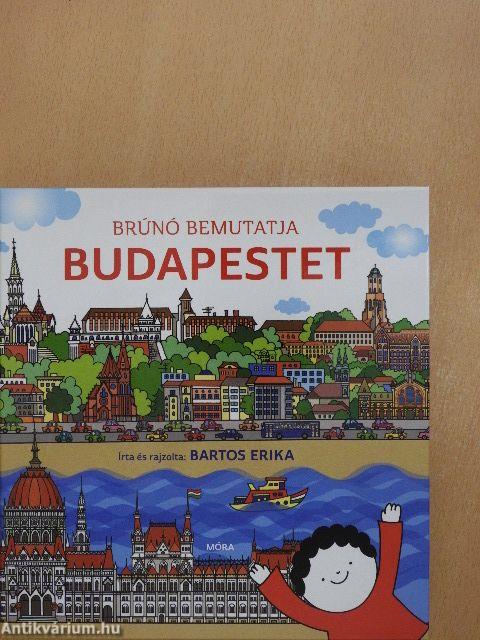 BRÚNÓ BEMUTATJA
BUDAPESTET
Írta és rajzolta: BARTOS ERIKA
MÓRA
Antikvárium.hu